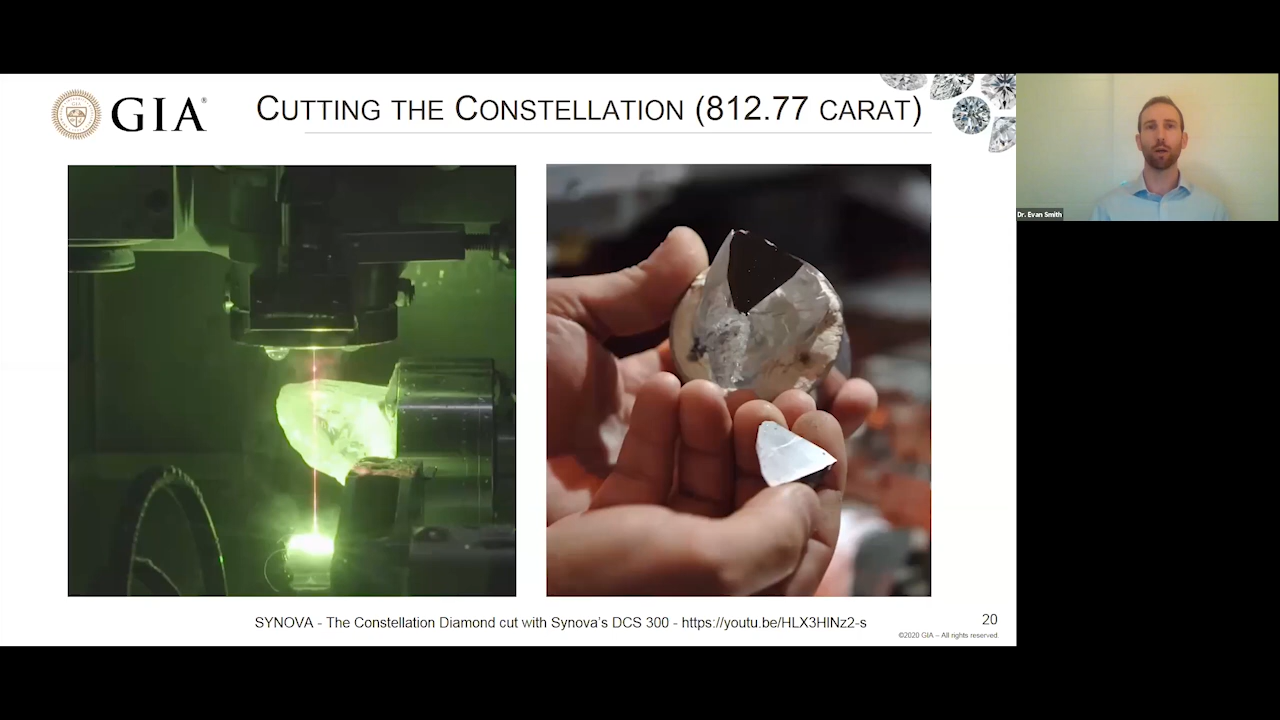 GIA®
CUTTING THE CONSTELLATION (812.77 CARAT)
Dr. Evan Smith
SYNOVA - The Constellation Diamond cut with Synova's DCS 300 - https://youtu.be/HLX3HlNz2-s
20
©2020 GIA – All rights reserved.